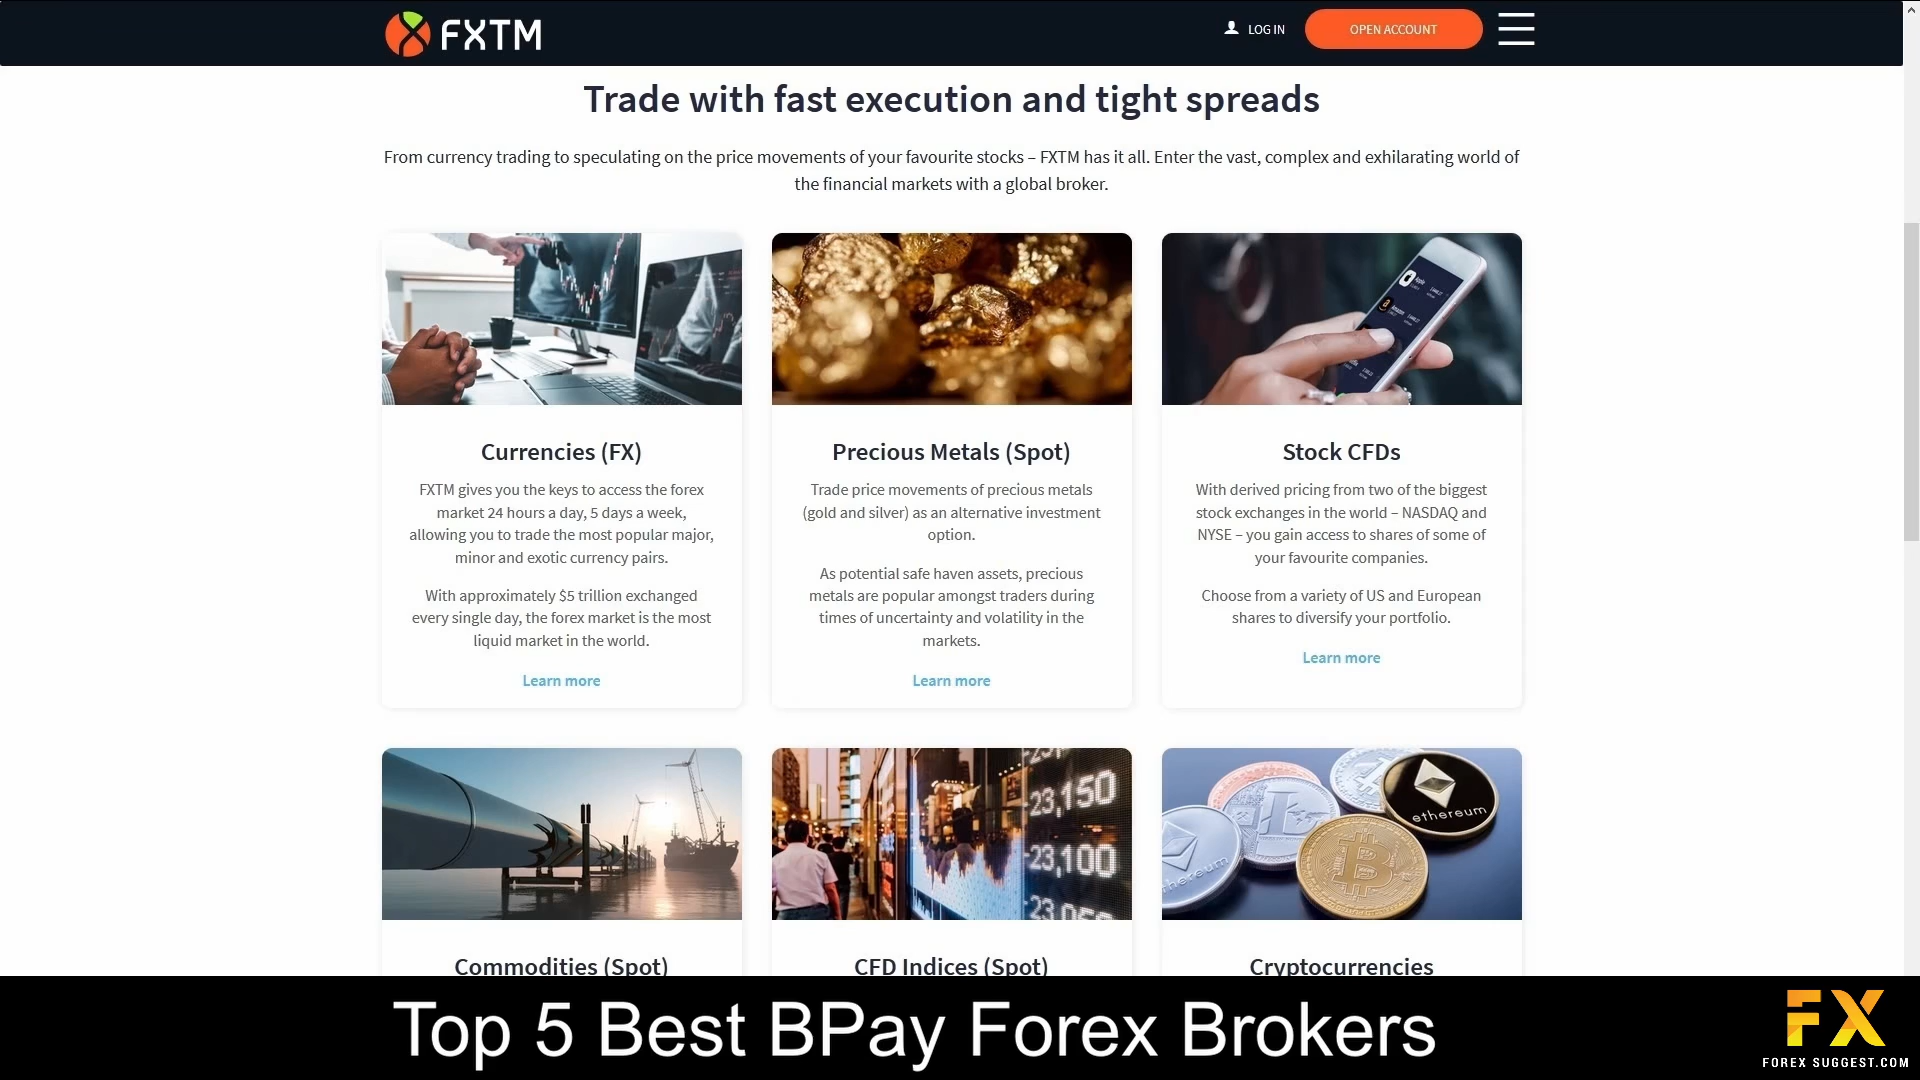 FXTM
LOG IN
OPEN ACCOUNT
Trade with fast execution and tight spreads
From currency trading to speculating on the price movements of your favourite stocks – FXTM has it all. Enter the vast, complex and exhilarating world of
the financial markets with a global broker.
Currencies (FX)
FXTM gives you the keys to access the forex
market 24 hours a day, 5 days a week,
allowing you to trade the most popular major,
minor and exotic currency pairs.
With approximately $5 trillion exchanged
every single day, the forex market is the most
liquid market in the world.
Learn more
Precious Metals (Spot)
Trade price movements of precious metals
(gold and silver) as an alternative investment
option.
As potential safe haven assets, precious
metals are popular amongst traders during
times of uncertainty and volatility in the
markets.
Learn more
Apple
Stock CFDs
With derived pricing from two of the biggest
stock exchanges in the world – NASDAQ and
NYSE – you gain access to shares of some of
your favourite companies.
Choose from a variety of US and European
shares to diversify your portfolio.
Learn more
Commodities (Spot)
23,150
23,100
CFD Indices (Spot)
ethereum
Cryptocurrencies
Top 5 Best BPay Forex Brokers
FX
FOREX SUGGEST.COM